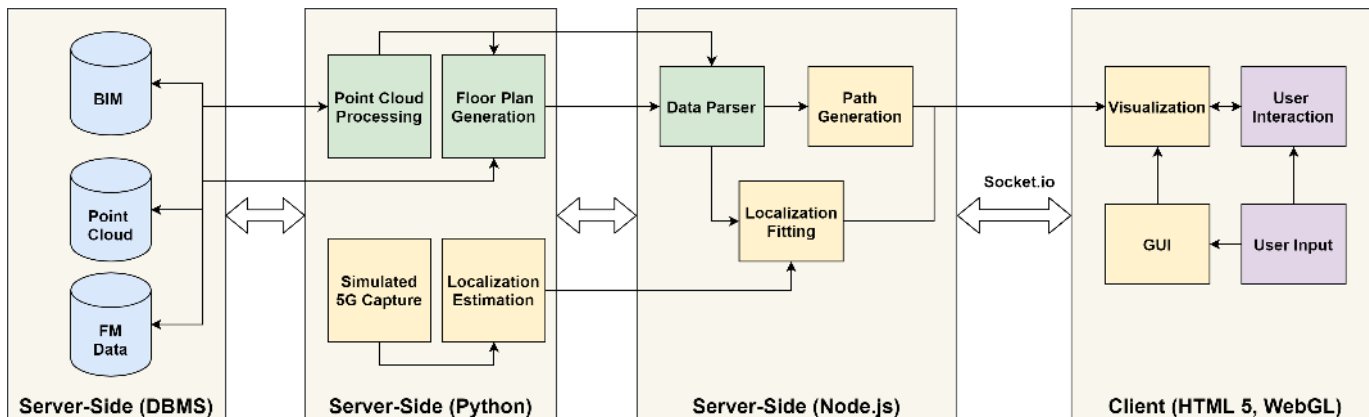 BIM
Point
Cloud
FM
Data
Server-Side (DBMS)
Point Cloud
Processing
Floor Plan
Generation
Simulated
5G Capture
Localization
Estimation
Server-Side (Python)
Data Parser
Path
Generation
Localization
Fitting
Server-Side (Node.js)
Socket.io
Visualization
User
Interaction
GUI
User Input
Client (HTML 5, WebGL)